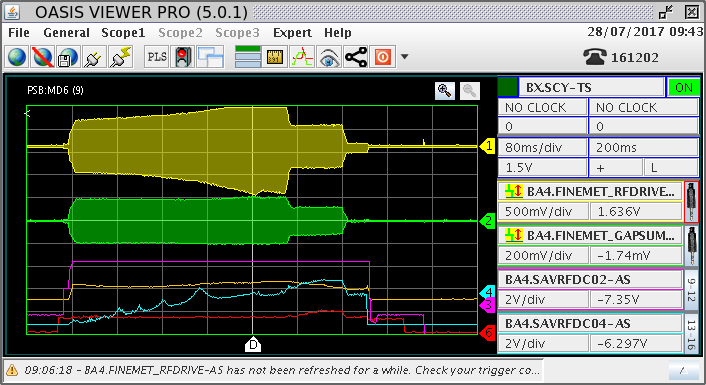 OASIS VIEWER PRO (5.0.1)
File General Scope1 Scope2 Scope3 Expert Help
28/07/2017 09:43
PLS
161202
PSB:MD6 (9)
1
2
4
3
6
D
BX.SCY-TS ON
NO CLOCK NO CLOCK
0 0
80ms/div 200ms
1.5V + L
BA4.FINEMET_RFDRIVE...
500mV/div 1.636V
BA4.FINEMET_GAPSUM...
200mV/div -1.74mV
BA4.SAVRFDC02-AS
2V/div -7.35V
9-12
BA4.SAVRFDC04-AS
2V/div -6.297V
13-16
09:06:18 - BA4.FINEMET_RFDRIVE-AS has not been refreshed for a while. Check your trigger co...